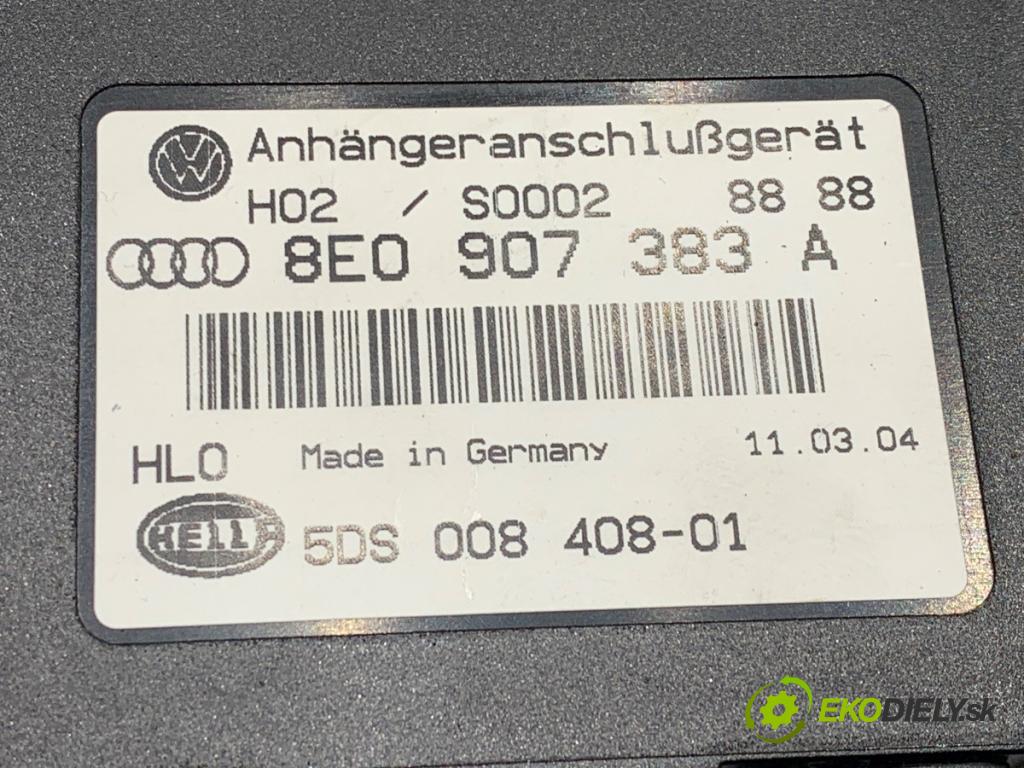 Anhängeranschlußgerät
H02 / S0002 88 88
8E0 907 383 A
HLO Made in Germany 11.03.04
HELLA 5DS 008 408-01
EKODIELY.sk